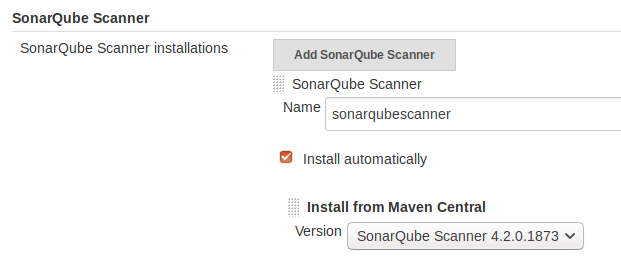 SonarQube Scanner
SonarQube Scanner installations
Add SonarQube Scanner
SonarQube Scanner
Name
sonarqubescanner
Install automatically
Install from Maven Central
Version
SonarQube Scanner 4.2.0.1873